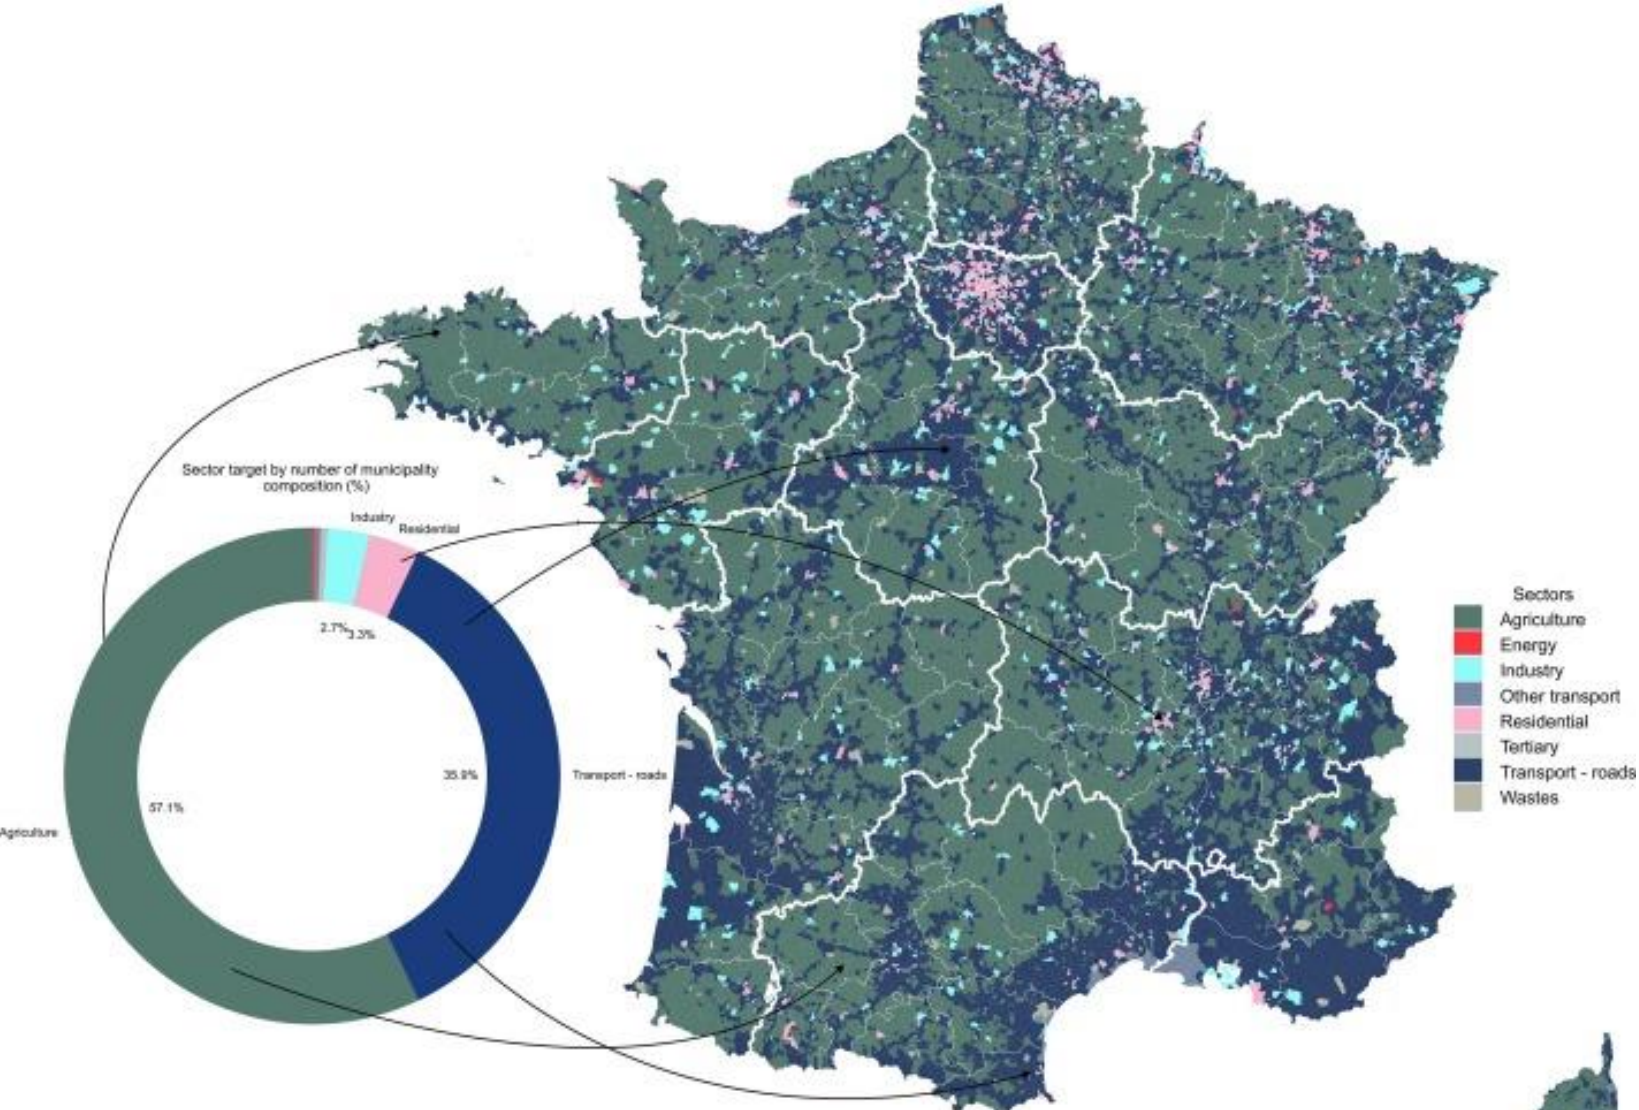 Sector target by number of municipality
composition (%)
Industry
Residential
2.7%
3.3%
35.9%
Transport - roads
57.1%
Agriculture
Sectors
Agriculture
Energy
Industry
Other transport
Residential
Tertiary
Transport - roads
Wastes